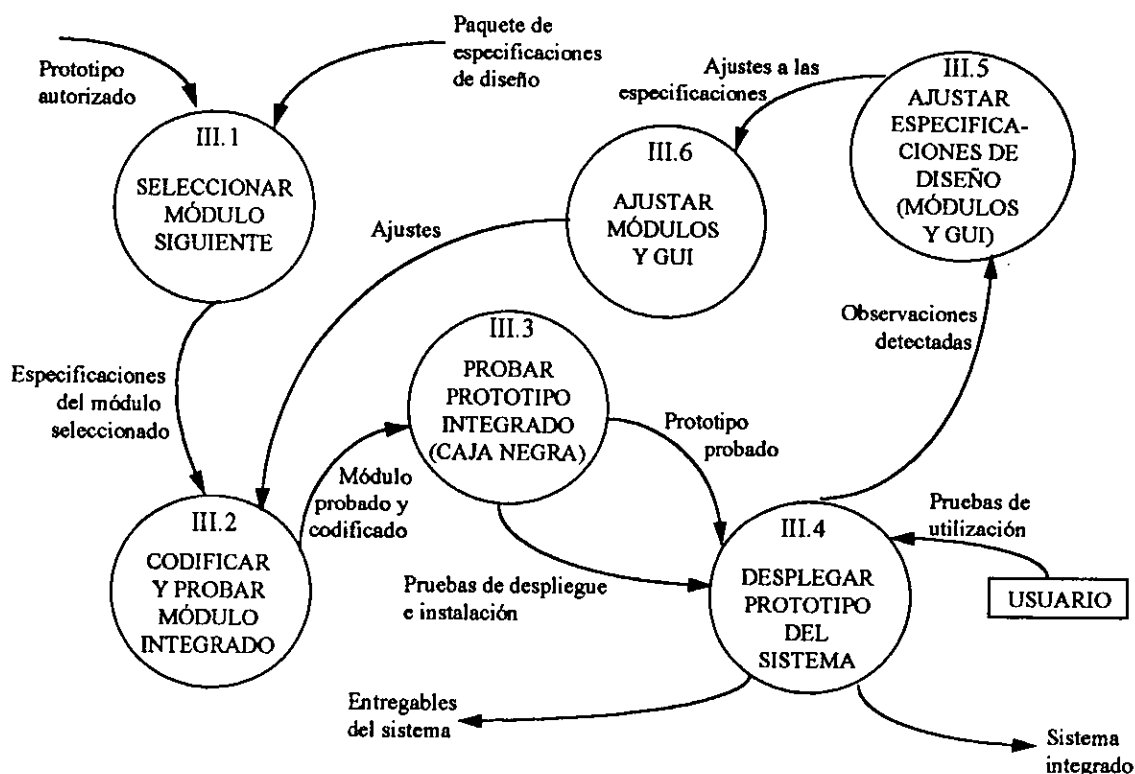 Prototipo
autorizado
Paquete de
especificaciones
de diseño
III.1
SELECCIONAR
MÓDULO
SIGUIENTE
Ajustes a las
especificaciones
III.5
AJUSTAR
ESPECIFICA-
CIONES DE
DISEÑO
(MÓDULOS
Y GUI)
III.6
AJUSTAR
MÓDULOS
Y GUI
Ajustes
Observaciones
detectadas
Especificaciones
del módulo
seleccionado
III.3
PROBAR
PROTOTIPO
INTEGRADO
(CAJA NEGRA)
Prototipo
probado
Módulo
probado y
codificado
III.2
CODIFICAR
Y PROBAR
MÓDULO
INTEGRADO
Pruebas de despliegue
e instalación
III.4
DESPLEGAR
PROTOTIPO
DEL
SISTEMA
Pruebas de
utilización
USUARIO
Entregables
del sistema
Sistema
integrado